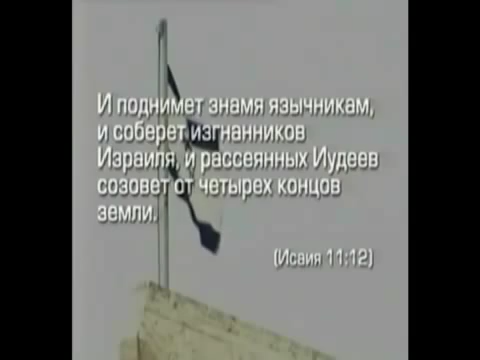 И поднимет знамя язычникам,
и соберет изгнанников
Израиля, и рассеянных Иудеев
созовет от четырех концов
земли.
(Исаия 11:12)